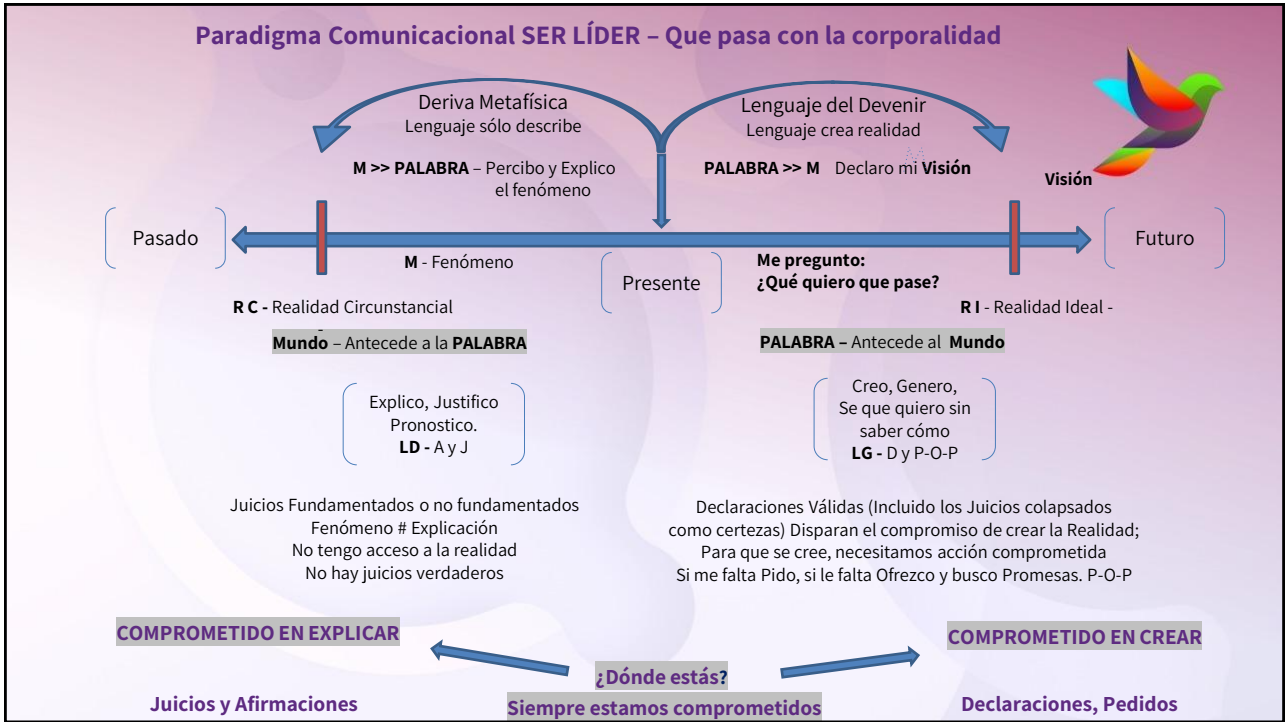 Paradigma Comunicacional SER LÍDER – Que pasa con la corporalidad
Deriva Metafísica
Lenguaje sólo describe
M >> PALABRA – Percibo y Explico
el fenómeno
Lenguaje del Devenir
Lenguaje crea realidad
PALABRA >> M Declaro mi Visión
Visión
Pasado
Futuro
M - Fenómeno
Presente
Me pregunto:
¿Qué quiero que pase?
R C - Realidad Circunstancial
R I - Realidad Ideal -
Mundo – Antecede a la PALABRA
PALABRA – Antecede al Mundo
Explico, Justifico
Pronostico.
LD - A y J
Creo, Genero,
Se que quiero sin
saber cómo
LG - D y P-O-P
Juicios Fundamentados o no fundamentados
Fenómeno # Explicación
No tengo acceso a la realidad
No hay juicios verdaderos
Declaraciones Válidas (Incluido los Juicios colapsados
como certezas) Disparan el compromiso de crear la Realidad;
Para que se cree, necesitamos acción comprometida
Si me falta Pido, si le falta Ofrezco y busco Promesas. P-O-P
COMPROMETIDO EN EXPLICAR
COMPROMETIDO EN CREAR
¿Dónde estás?
Siempre estamos comprometidos
Juicios y Afirmaciones
Declaraciones, Pedidos